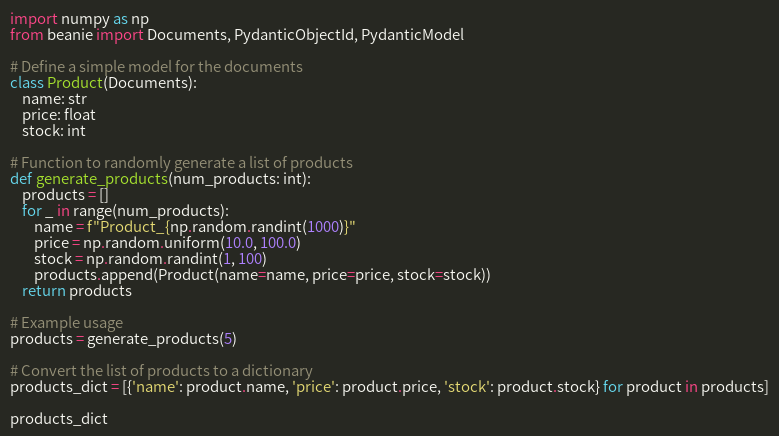 import numpy as np
from beanie import Documents, PydanticObjectId, PydanticModel

# Define a simple model for the documents
class Product(Documents):
    name: str
    price: float
    stock: int

# Function to randomly generate a list of products
def generate_products(num_products: int):
    products = []
    for _ in range(num_products):
        name = f"Product_{np.random.randint(1000)}"
        price = np.random.uniform(10.0, 100.0)
        stock = np.random.randint(1, 100)
        products.append(Product(name=name, price=price, stock=stock))
    return products

# Example usage
products = generate_products(5)

# Convert the list of products to a dictionary
products_dict = [{'name': product.name, 'price': product.price, 'stock': product.stock} for product in products]

products_dict